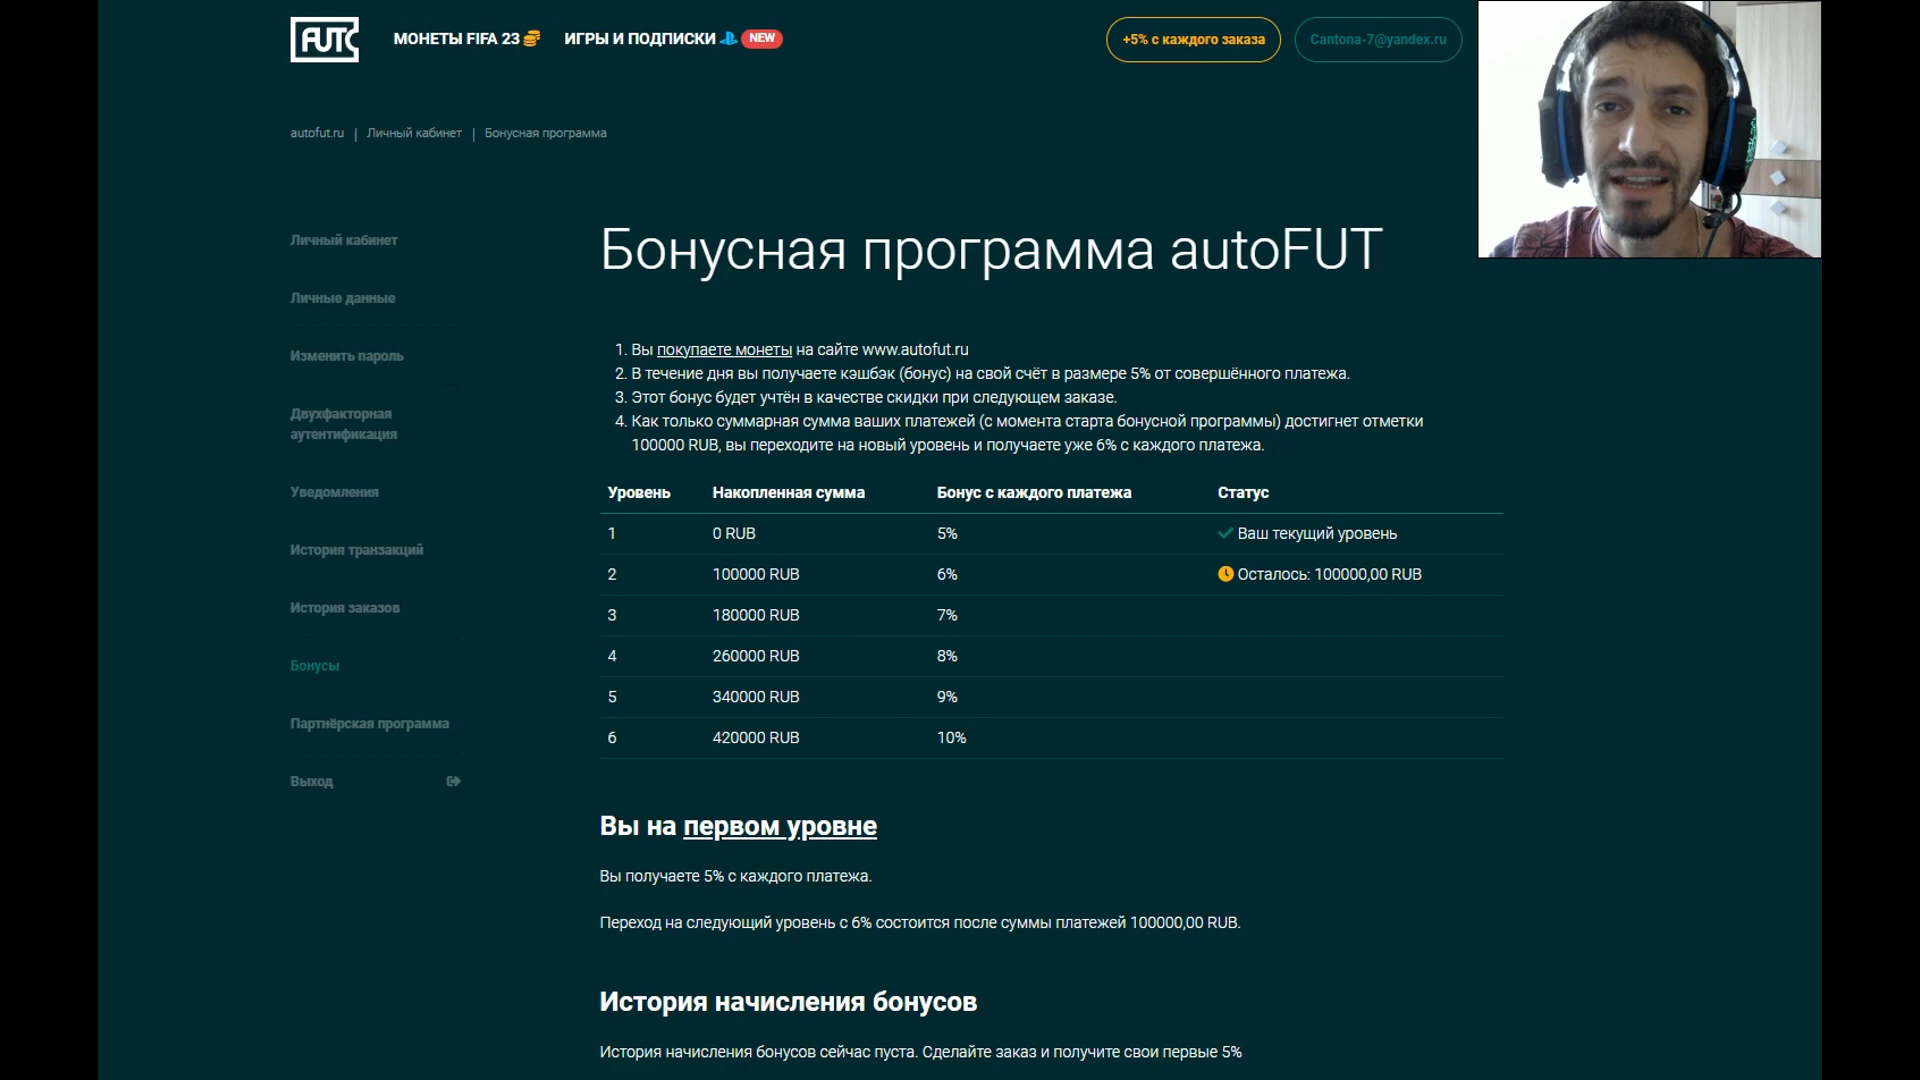 FUT
МОНЕТЫ FIFA 23
ИГРЫ И ПОДПИСКИ NEW
+5% с каждого заказа
Cantona-7@yandex.ru
autofut.ru | Личный кабинет | Бонусная программа
Личный кабинет
Личные данные
Изменить пароль
Двухфакторная
аутентификация
Уведомления
История транзакций
История заказов
Бонусы
Партнёрская программа
Выход
Бонусная программа autoFUT
1. Вы покупаете монеты на сайте www.autofut.ru
2. В течение дня вы получаете кэшбэк (бонус) на свой счёт в размере 5% от совершённого платежа.
3. Этот бонус будет учтён в качестве скидки при следующем заказе.
4. Как только суммарная сумма ваших платежей (с момента старта бонусной программы) достигнет отметки
100000 RUB, вы переходите на новый уровень и получаете уже 6% с каждого платежа.
Уровень Накопленная сумма Бонус с каждого платежа Статус
1 0 RUB 5% Ваш текущий уровень
2 100000 RUB 6% Осталось: 100000,00 RUB
3 180000 RUB 7%
4 260000 RUB 8%
5 340000 RUB 9%
6 420000 RUB 10%
Вы на первом уровне
Вы получаете 5% с каждого платежа.
Переход на следующий уровень с 6% состоится после суммы платежей 100000,00 RUB.
История начисления бонусов
История начисления бонусов сейчас пуста. Сделайте заказ и получите свои первые 5%